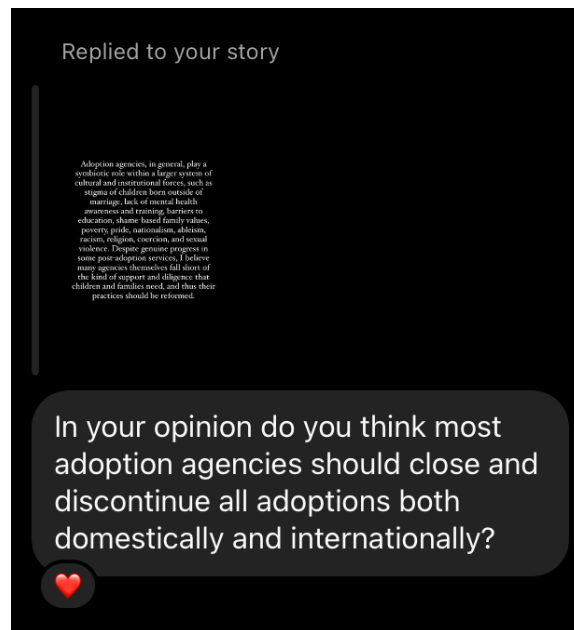 Replied to your story
Adoption agencies, in general, play a
symbiotic role within a larger system of
cultural and institutional forces, such as
stigma of children born outside of
marriage, lack of mental health
awareness and training, barriers to
education, shame based family values,
poverty, pride, nationalism, ableism,
racism, religion, coercion, and sexual
violence. Despite genuine progress in
some post-adoption services, I believe
many agencies themselves fall short of
the kind of support and diligence that
children and families need, and thus their
practices should be reformed.
In your opinion do you think most
adoption agencies should close and
discontinue all adoptions both
domestically and internationally?